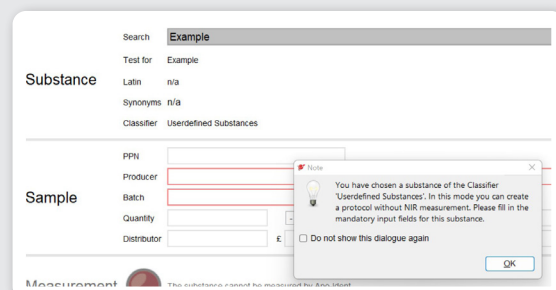 Search Example
Test for Example
Substance
Latin n/a
Synonyms n/a
Classifier Userdefined Substances
PPN
Note
Producer
You have chosen a substance of the Classifier
'Userdefined Substances'. In this mode you can create
a protocol without NIR measurement. Please fill in the
mandatory input fields for this substance.
Sample
Batch
Quantity -
Do not show this dialogue again
Distributor £
OK
Measurement The substance cannot be measured by Apo-Ident